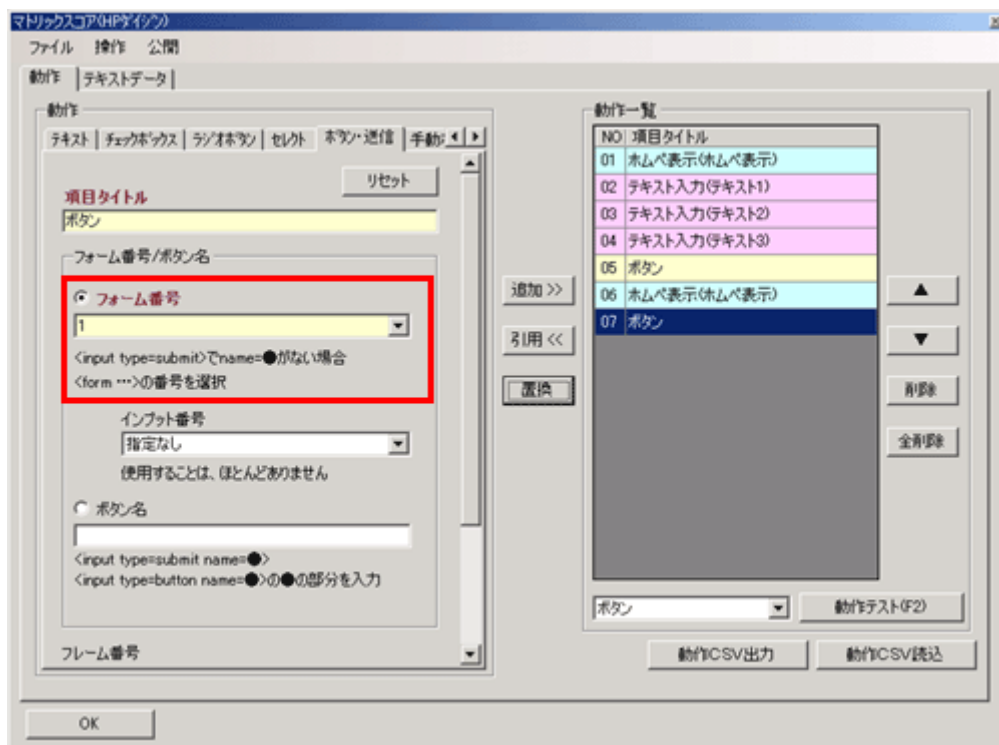 マトリックスコア(HPダイシン)
ファイル 操作 公開
動作 テキストデータ
動作
テキスト チェックボックス ラジオボタン セレクト ボタン・送信 手動
リセット
項目タイトル
ボタン
フォーム番号/ボタン名
フォーム番号
1
<input type=submit>でname=●がない場合
<form …>の番号を選択
インプット番号
指定なし
使用することは、ほとんどありません
ボタン名
<input type=submit name=●>
<input type=button name=●>の●の部分を入力
フレーム番号
追加 >>
引用 <<
置換
動作一覧
NO 項目タイトル
01 ホムペ表示(ホムペ表示)
02 テキスト入力(テキスト1)
03 テキスト入力(テキスト2)
04 テキスト入力(テキスト3)
05 ボタン
06 ホムペ表示(ホムペ表示)
07 ボタン
▲
▼
削除
全削除
ボタン
動作テスト(F2)
動作CSV出力
動作CSV読込
OK